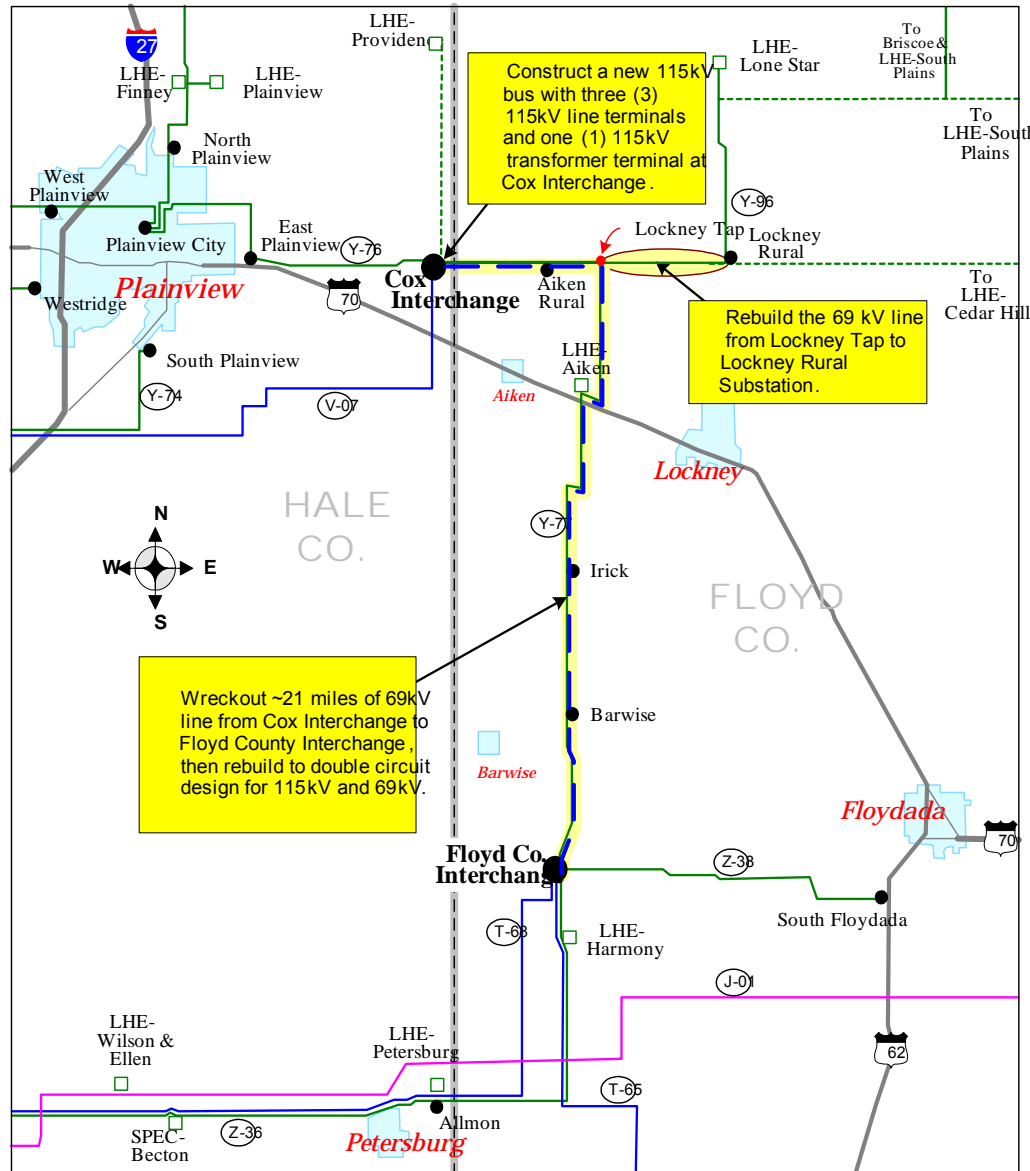 LHE-
Providenc
27
LHE-
Finney
LHE-
Plainview
Construct a new 115kV
bus with three (3)
115kV line terminals
and one (1) 115kV
transformer terminal at
Cox Interchange.
LHE-
Lone Star
To
Briscoe &
LHE-South
Plains
To
LHE-South
Plains
North
Plainview
West
Plainview
Plainview City
East
Plainview
Y-76
Y-96
Lockney Tap
Lockney
Rural
Plainview
Westridge
70
Cox
Interchange
Aiken
Rural
To
LHE-
Cedar Hill
Rebuild the 69 kV line
from Lockney Tap to
Lockney Rural
Substation.
South Plainview
LHE-
Aiken
Y-74
V-07
Aiken
Lockney
HALE
CO.
N
W
E
S
Y-77
Irick
FLOYD
CO.
Wreckout ~21 miles of 69kV
line from Cox Interchange to
Floyd County Interchange,
then rebuild to double circuit
design for 115kV and 69kV.
Barwise
Barwise
Floydada
70
Floyd Co.
Interchang
Z-38
South Floydada
T-63
LHE-
Harmony
J-01
LHE-
Wilson &
Ellen
LHE-
Petersburg
62
T-65
Allmon
Z-36
SPEC-
Becton
Petersburg